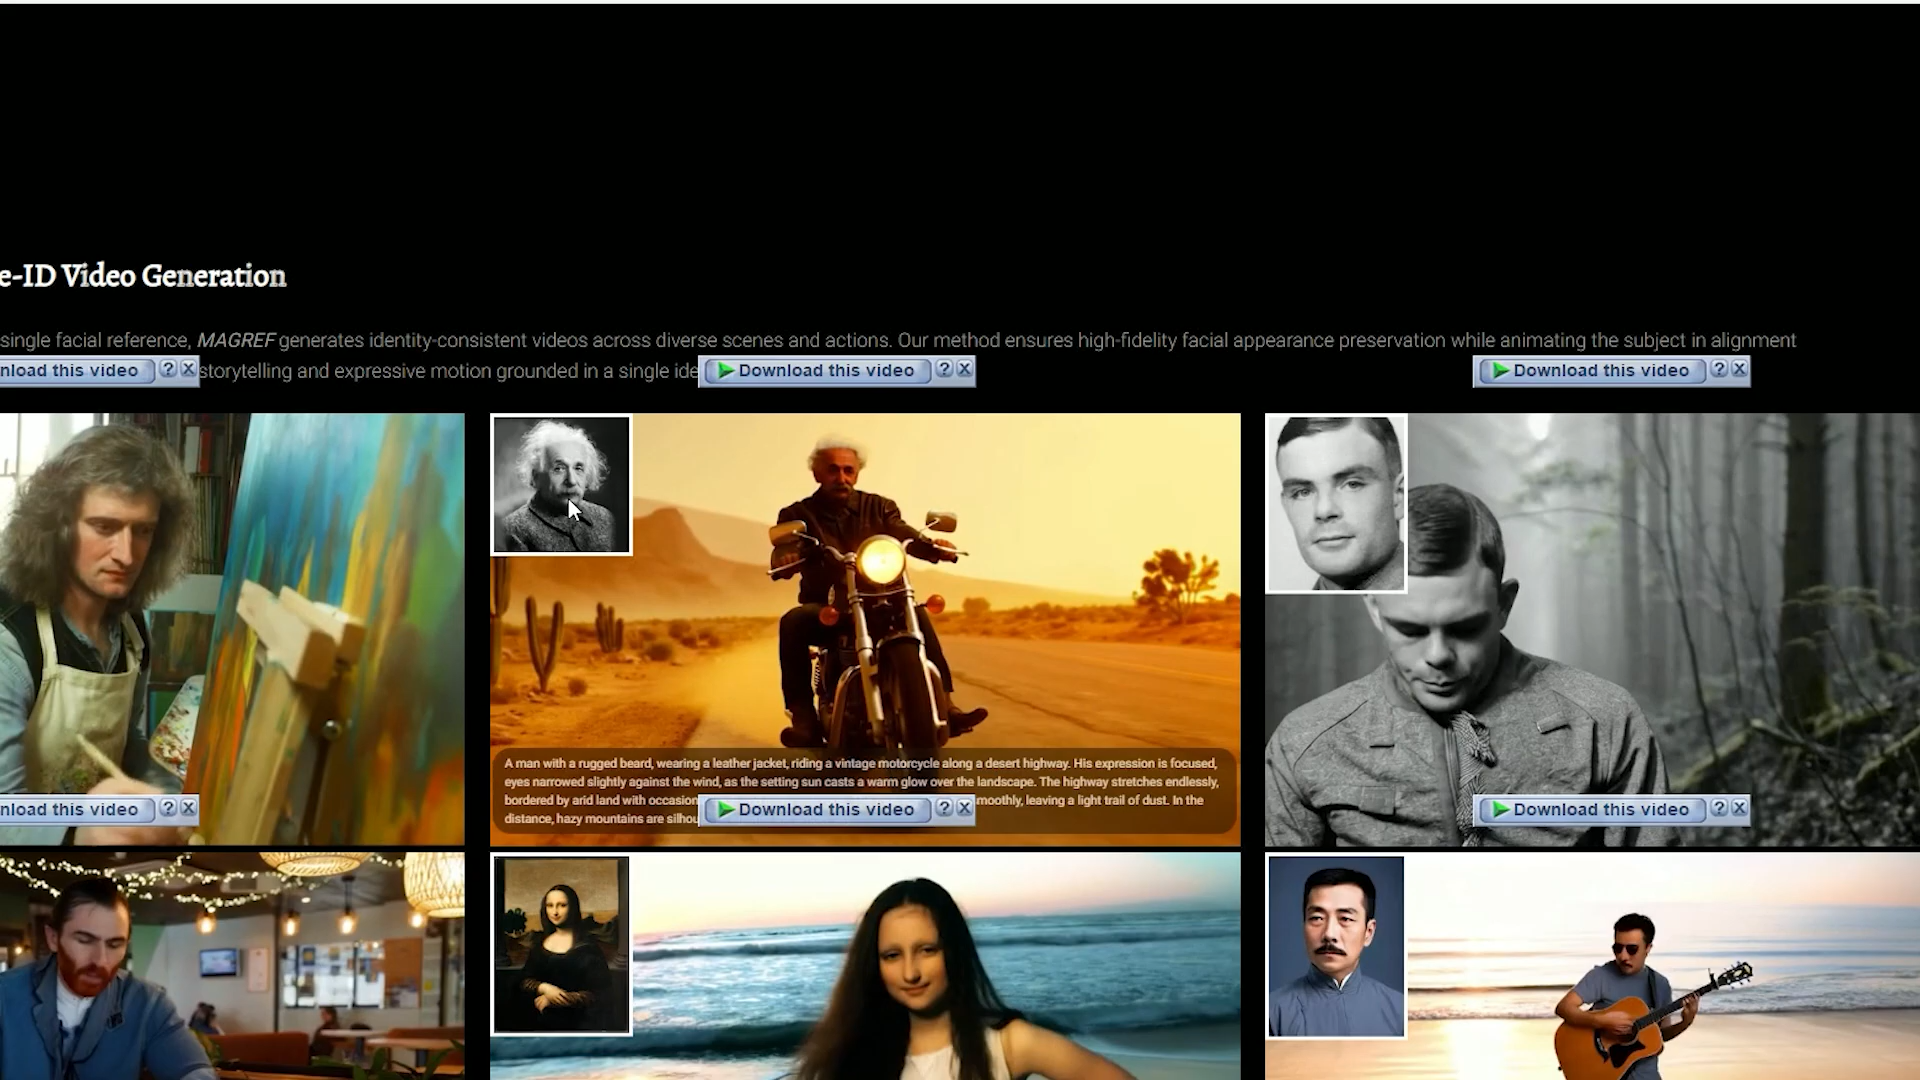 e-ID Video Generation
single facial reference, MAGREF generates identity-consistent videos across diverse scenes and actions. Our method ensures high-fidelity facial appearance preservation while animating the subject in alignment
nload this video ? X
storytelling and expressive motion grounded in a single ide
Download this video ? X
Download this video ? X
A man with a rugged beard, wearing a leather jacket, riding a vintage motorcycle along a desert highway. His expression is focused,
eyes narrowed slightly against the wind, as the setting sun casts a warm glow over the landscape. The highway stretches endlessly,
bordered by arid land with occasion
moothly, leaving a light trail of dust. In the
distance, hazy mountains are silhou
nload this video ? X
Download this video ? X
Download this video ? X